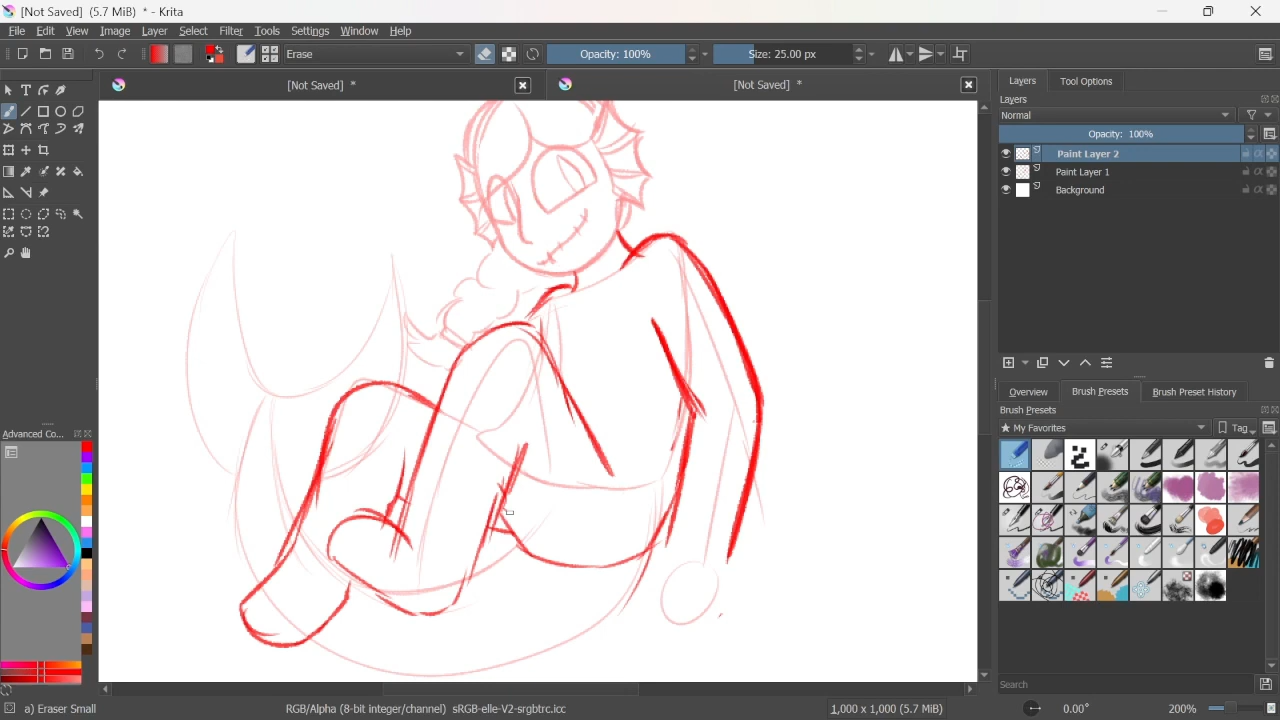 [Not Saved] (5.7 MiB) * - Krita
File Edit View Image Layer Select Filter Tools Settings Window Help
Erase Opacity: 100% Size: 25.00 px
[Not Saved] * [Not Saved] *
Layers Tool Options
Layers
Normal
Opacity: 100%
Paint Layer 2
Paint Layer 1
Background
Overview Brush Presets Brush Preset History
Brush Presets
★ My Favorites Tag
Advanced Co...
Search
a) Eraser Small RGB/Alpha (8-bit integer/channel) sRGB-elle-V2-srgbtrc.icc 1,000 x 1,000 (5.7 MiB) 0.00° 200%